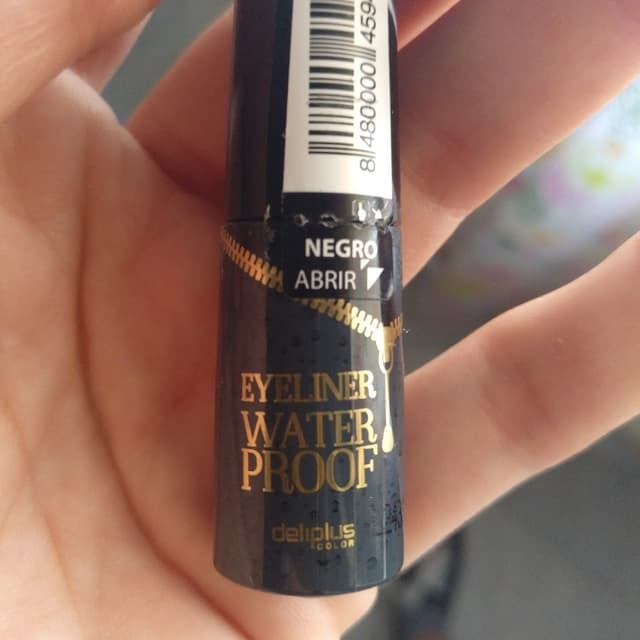 8 480000 459
NEGRO
ABRIR
EYELINER
WATER
PROOF
deliplus
COLOR